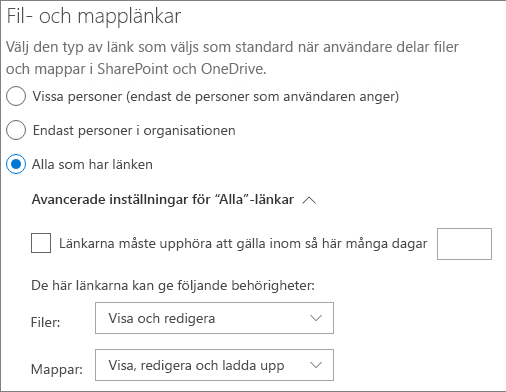 Fil- och mapplänkar
Välj den typ av länk som väljs som standard när användare delar filer
och mappar i SharePoint och OneDrive.
Vissa personer (endast de personer som användaren anger)
Endast personer i organisationen
Alla som har länken
Avancerade inställningar för “Alla”-länkar
Länkarna måste upphöra att gälla inom så här många dagar
De här länkarna kan ge följande behörigheter:
Filer: Visa och redigera
Mappar: Visa, redigera och ladda upp